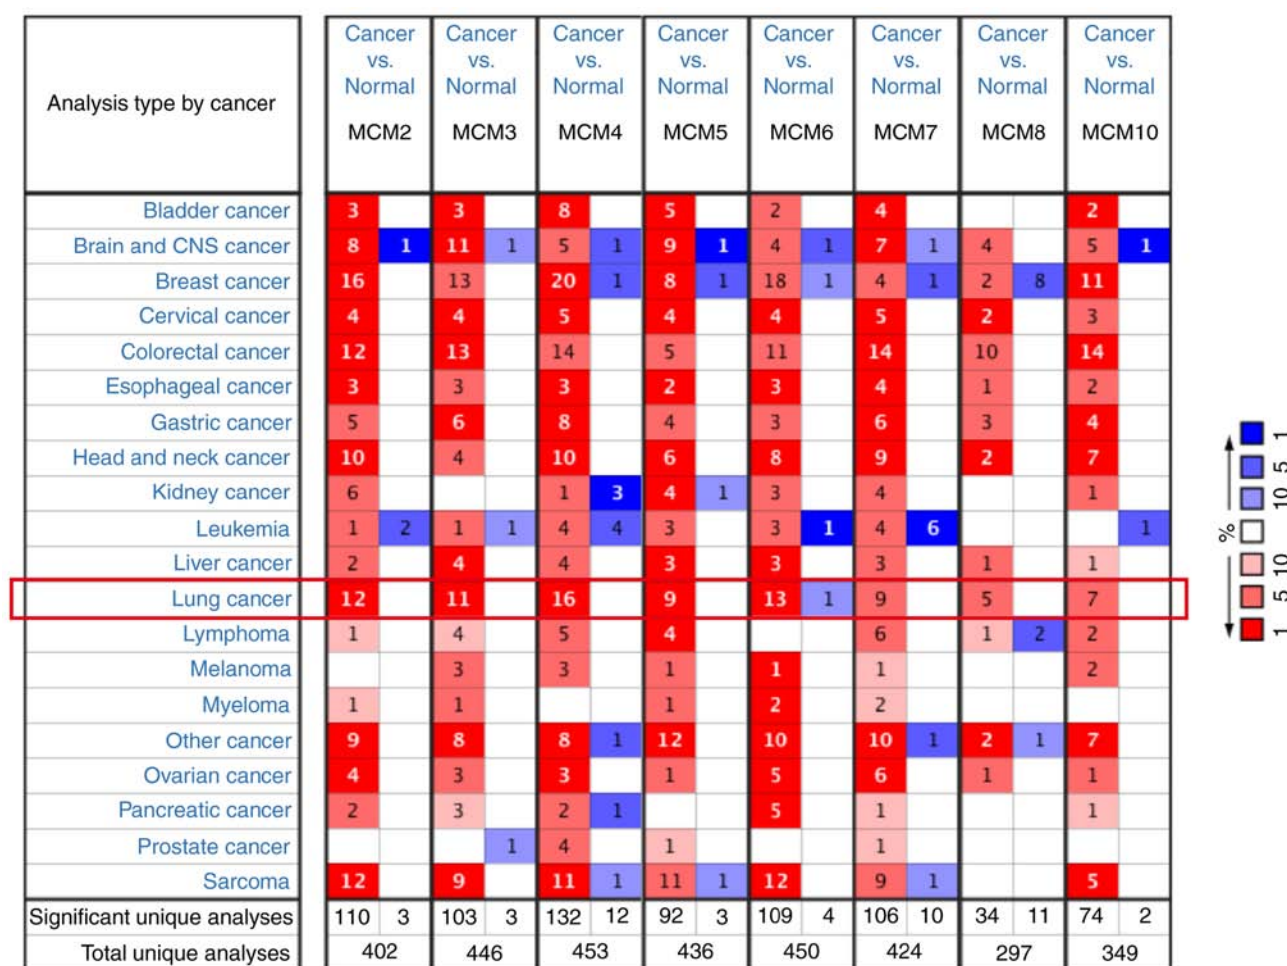 Analysis type by cancer
Cancer vs. Normal MCM2
Cancer vs. Normal MCM3
Cancer vs. Normal MCM4
Cancer vs. Normal MCM5
Cancer vs. Normal MCM6
Cancer vs. Normal MCM7
Cancer vs. Normal MCM8
Cancer vs. Normal MCM10
Bladder cancer 3 3 8 5 2 4 2
Brain and CNS cancer 8 1 11 1 5 1 9 1 4 1 7 1 4 5 1
Breast cancer 16 13 20 1 8 1 18 1 4 1 2 8 11
Cervical cancer 4 4 5 4 4 5 2 3
Colorectal cancer 12 13 14 5 11 14 10 14
Esophageal cancer 3 3 3 2 3 4 1 2
Gastric cancer 5 6 8 4 3 6 3 4
Head and neck cancer 10 4 10 6 8 9 2 7
Kidney cancer 6 1 3 4 1 3 4 1
Leukemia 1 2 1 1 4 4 3 3 1 4 6 1
Liver cancer 2 4 4 3 3 3 1 1
Lung cancer 12 11 16 9 13 1 9 5 7
Lymphoma 1 4 5 4 6 1 2 2
Melanoma 3 3 1 1 1 2
Myeloma 1 1 1 2 2
Other cancer 9 8 8 1 12 10 10 1 2 1 7
Ovarian cancer 4 3 3 1 5 6 1 1
Pancreatic cancer 2 3 2 1 5 1 1
Prostate cancer 1 4 1 1
Sarcoma 12 9 11 1 11 1 12 9 1 5
Significant unique analyses 110 3 103 3 132 12 92 3 109 4 106 10 34 11 74 2
Total unique analyses 402 446 453 436 450 424 297 349
1 5 10 % 10 5 1